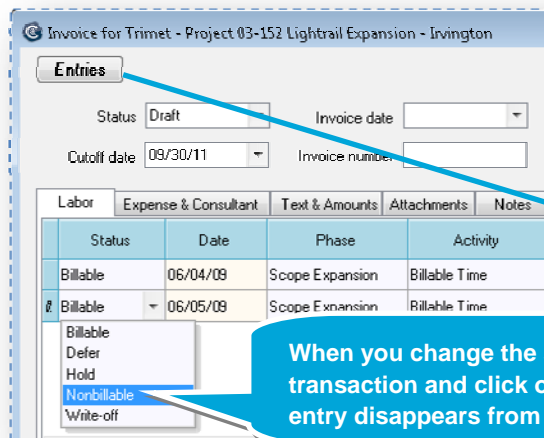 Invoice for Trimet - Project 03-152 Lightrail Expansion - Irvington
Entries
Status Draft Invoice date
Cutoff date 09/30/11 Invoice number
Labor Expense & Consultant Text & Amounts Attachments Notes
Status Date Phase Activity
Billable 06/04/09 Scope Expansion Billable Time
Billable 06/05/09 Scope Expansion Billable Time
Billable
Defer
Hold
Nonbillable
Write-off
When you change the
transaction and click
entry disappears from